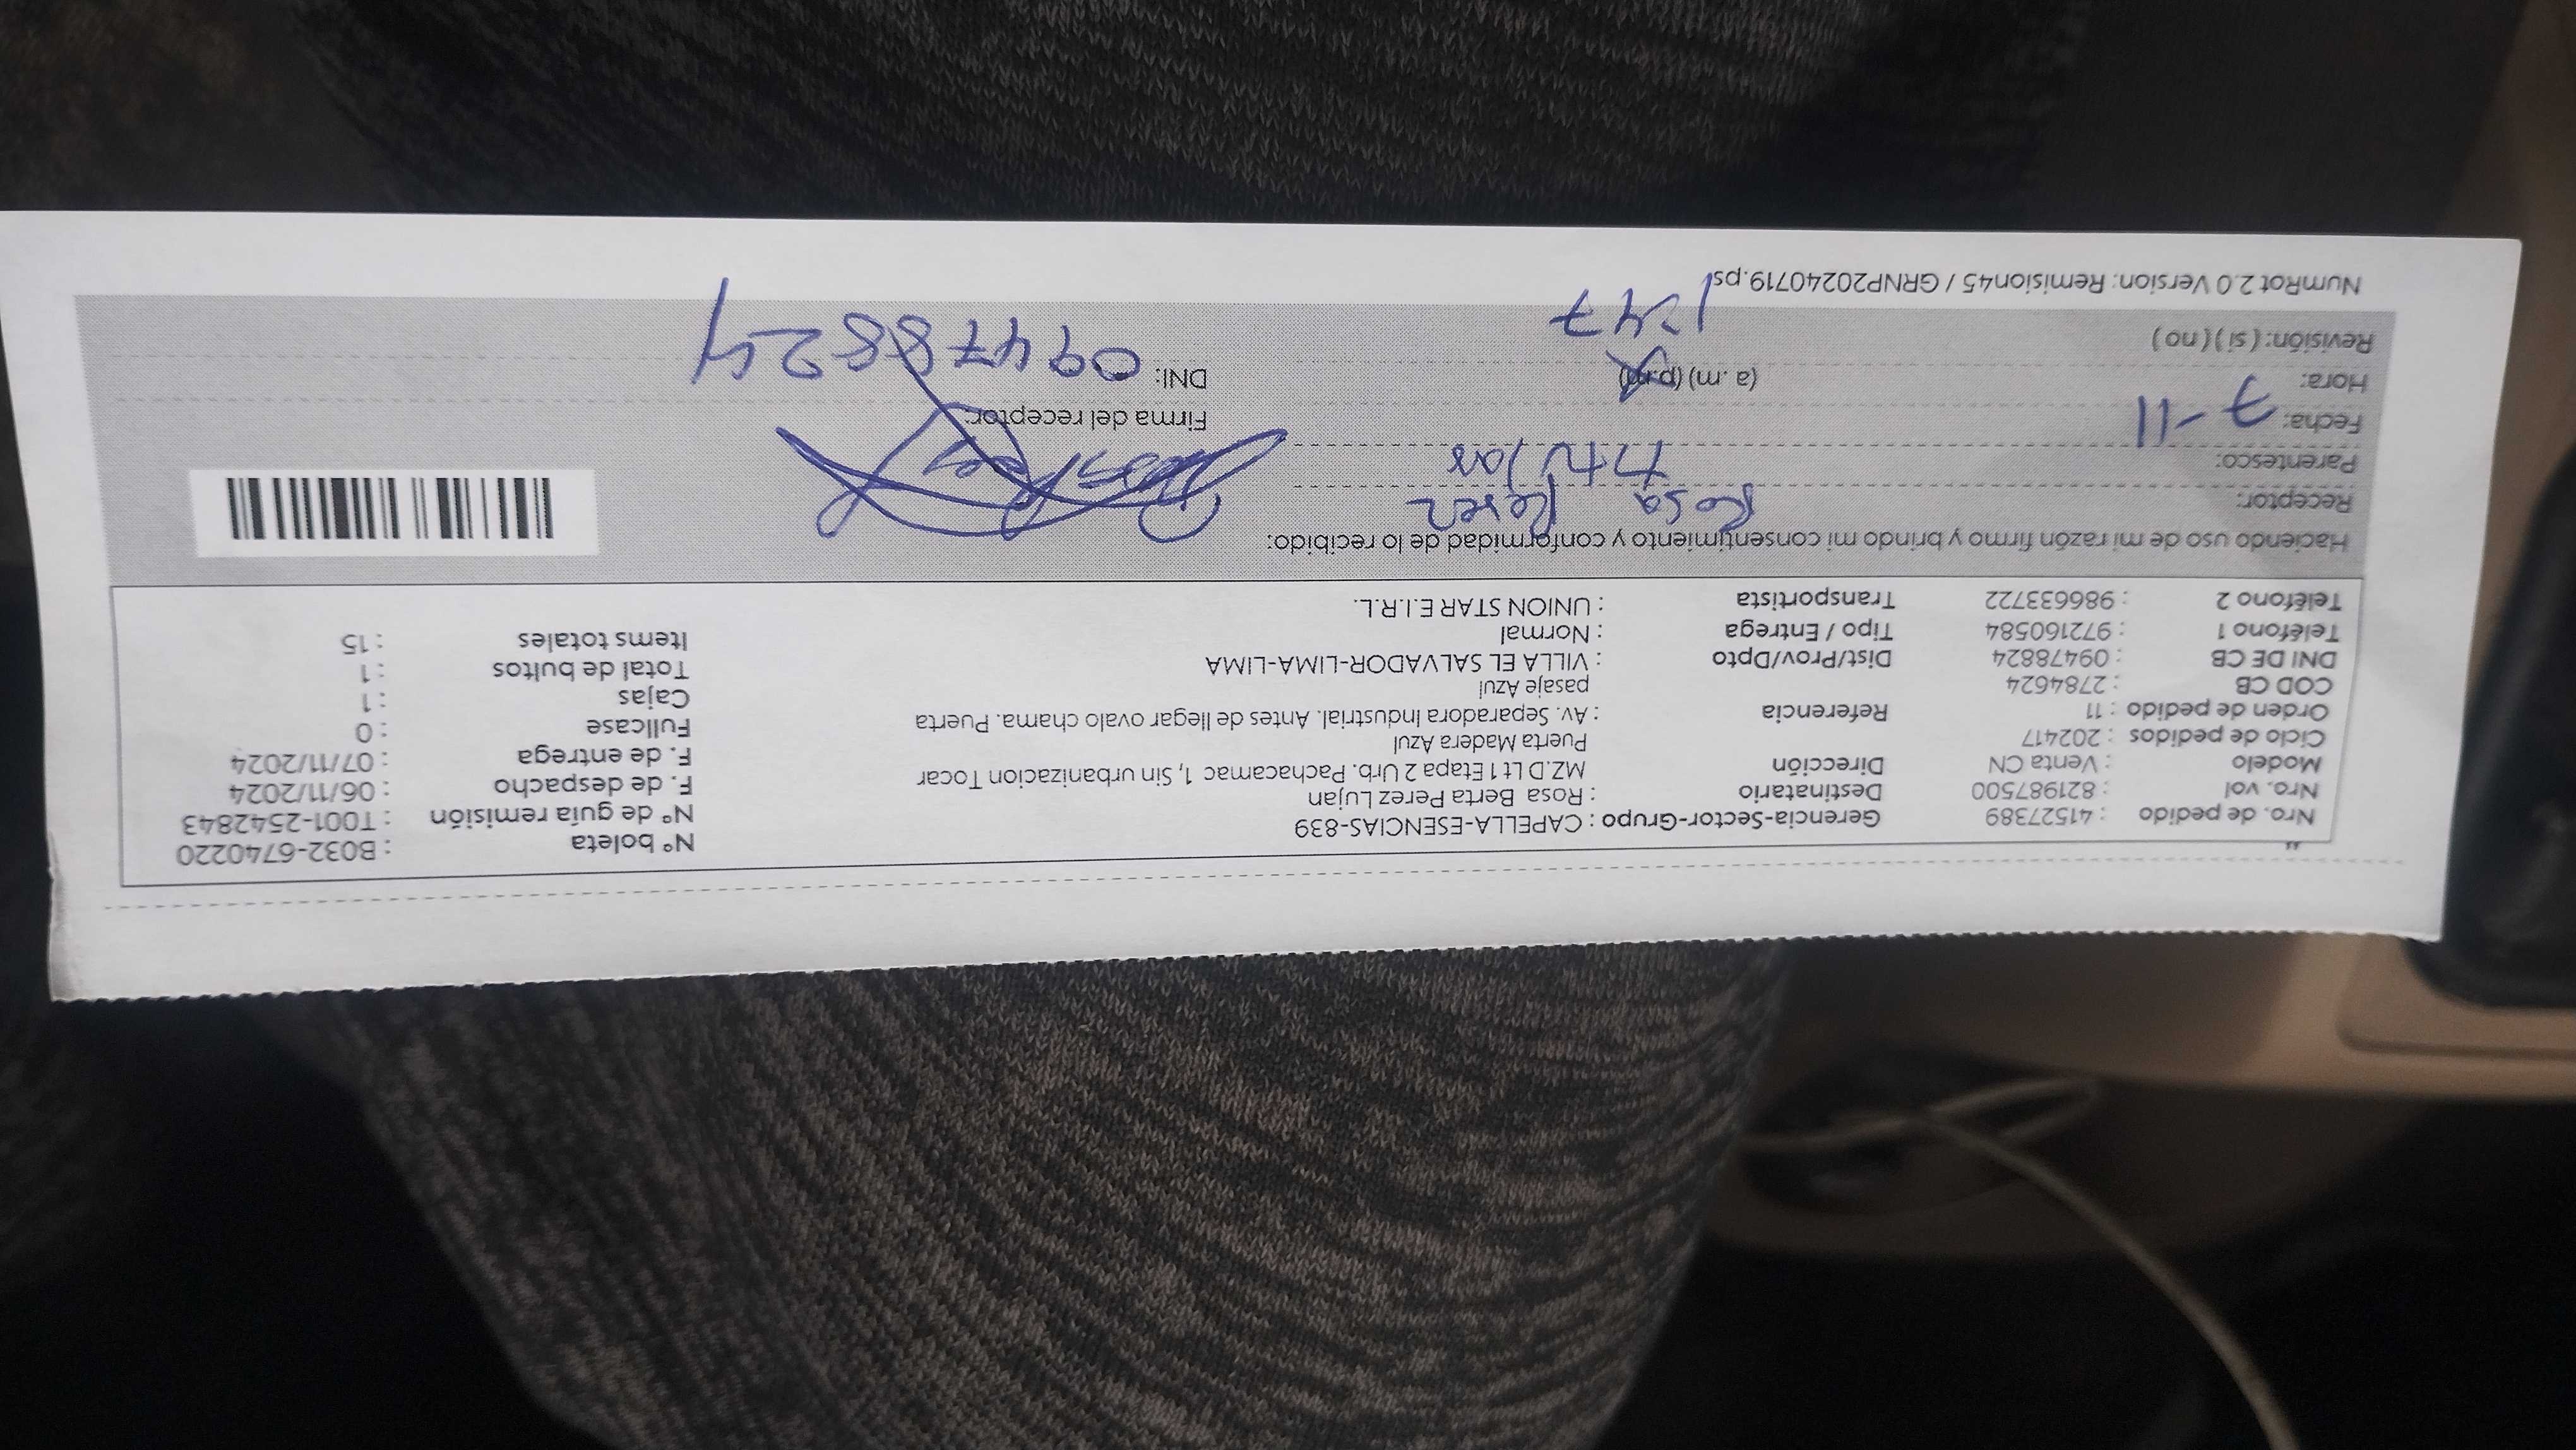 Nro. de pedido : 41527389 Gerencia-Sector-Grupo : CAPELLA-ESENCIAS-839 N° boleta : B032-6740220
Nro. vol : 821987500 Destinatario : Rosa Berta Perez Lujan N° de guía remisión : T001-2542843
Modelo : Venta CN Dirección MZ.D Lt 1 Etapa 2 Urb. Pachacamac 1, Sin urbanizacion Tocar F. de despacho : 06/11/2024
Puerta Madera Azul F. de entrega : 07/11/2024
Ciclo de pedidos : 202417
Orden de pedido : 11 Referencia : Av. Separadora Industrial. Antes de llegar ovalo chama. Puerta Fullcase : 0
pasaje Azul
COD CB : 2784624 Cajas : 1
DNI DE CB : 09478824 Dist/Prov/Dpto : VILLA EL SALVADOR-LIMA-LIMA Total de bultos : 1
Teléfono 1 : 972160584 Tipo / Entrega : Normal Items totales : 15
Teléfono 2 : 986633722 Transportista : UNION STAR E.I.R.L.
Haciendo uso de mi razón firmo y brindo mi consentimiento y conformidad de lo recibido:
Receptor: Rosa Perez
Parentesco: Titular
Fecha: 7-11 Firma del receptor:
Hora: (a .m) (p.m) DNI: 09478824
1:47
Revisión: ( si ) ( no )
NumRot 2.0 Version: Remision45 / GRNP20240719.ps